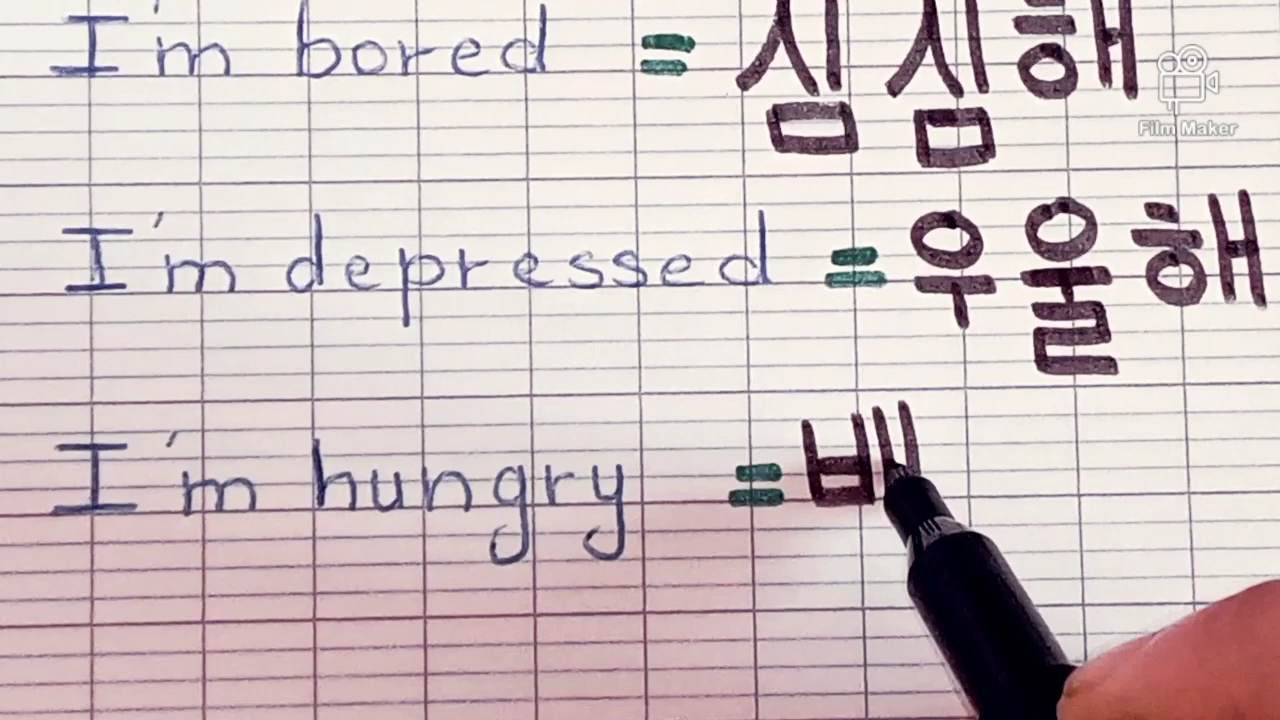 I'm bored = 심심해
Film Maker
I'm depressed = 우울해
I'm hungry = 배